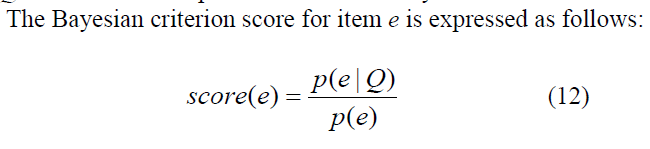 The Bayesian criterion score for item e is expressed as follows:
score(e) = p(e | Q) / p(e) (12)